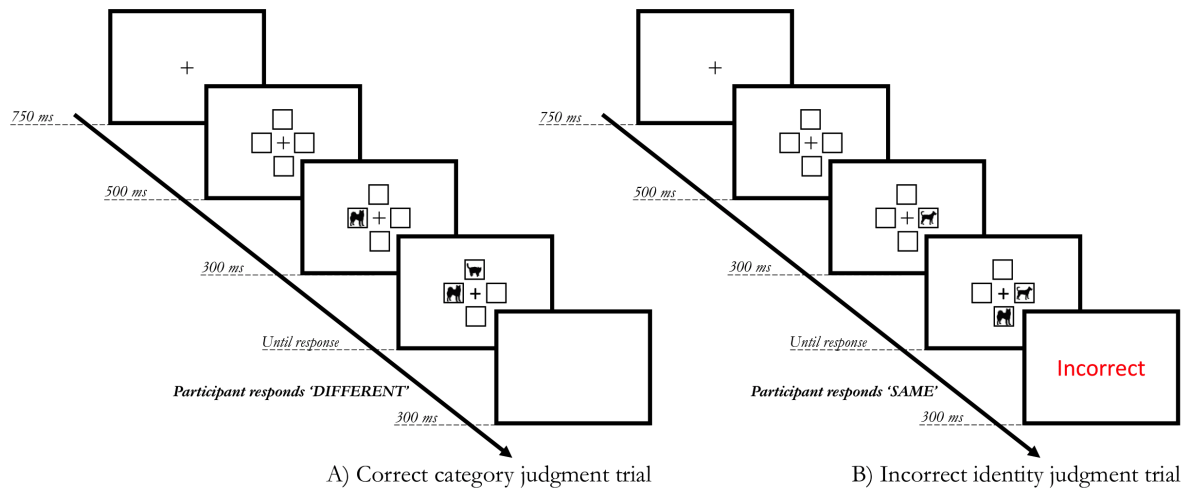 750 ms
500 ms
300 ms
Until response
Participant responds ‘DIFFERENT’
300 ms
A) Correct category judgment trial
750 ms
500 ms
300 ms
Until response
Participant responds ‘SAME’
300 ms
Incorrect
B) Incorrect identity judgment trial